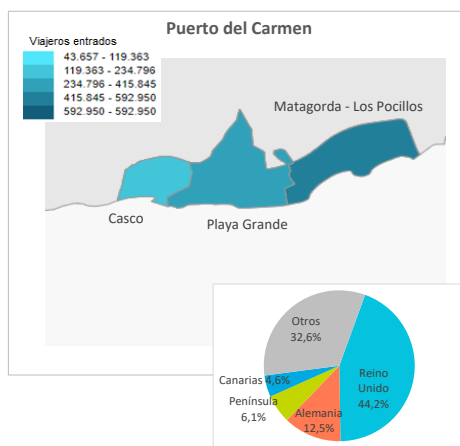 Puerto del Carmen
Viajeros entrados
43.657 - 119.363
119.363 - 234.796
234.796 - 415.845
415.845 - 592.950
592.950 - 592.950
Matagorda - Los Pocillos
Casco
Playa Grande
Otros
32,6%
Canarias 4,6%
Península
6,1%
Alemania
12,5%
Reino
Unido
44,2%